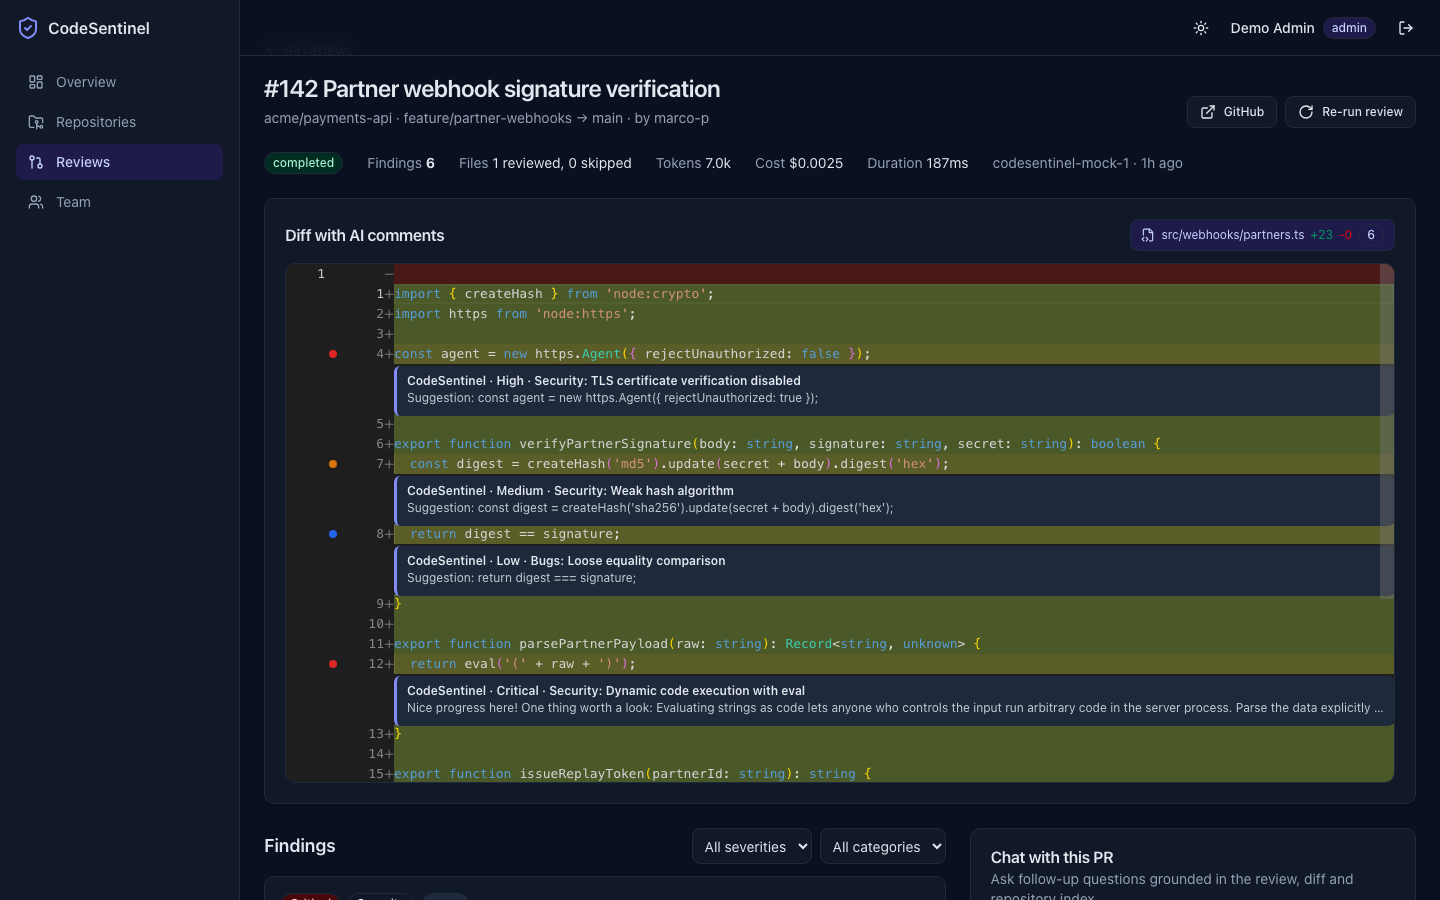 CodeSentinel
Overview
Repositories
Reviews
Team
Demo Admin admin
← All reviews
#142 Partner webhook signature verification
acme/payments-api · feature/partner-webhooks → main · by marco-p
GitHub
Re-run review
completed Findings 6 Files 1 reviewed, 0 skipped Tokens 7.0k Cost $0.0025 Duration 187ms codesentinel-mock-1 · 1h ago
Diff with AI comments
src/webhooks/partners.ts +23 -0 6
1 —
1+import { createHash } from 'node:crypto';
2+import https from 'node:https';
3+
4+const agent = new https.Agent({ rejectUnauthorized: false });
CodeSentinel · High · Security: TLS certificate verification disabled
Suggestion: const agent = new https.Agent({ rejectUnauthorized: true });
5+
6+export function verifyPartnerSignature(body: string, signature: string, secret: string): boolean {
7+  const digest = createHash('md5').update(secret + body).digest('hex');
CodeSentinel · Medium · Security: Weak hash algorithm
Suggestion: const digest = createHash('sha256').update(secret + body).digest('hex');
8+  return digest == signature;
CodeSentinel · Low · Bugs: Loose equality comparison
Suggestion: return digest === signature;
9+}
10+
11+export function parsePartnerPayload(raw: string): Record<string, unknown> {
12+  return eval('(' + raw + ')');
CodeSentinel · Critical · Security: Dynamic code execution with eval
Nice progress here! One thing worth a look: Evaluating strings as code lets anyone who controls the input run arbitrary code in the server process. Parse the data explicitly ...
13+}
14+
15+export function issueReplayToken(partnerId: string): string {
Findings
All severities
All categories
Chat with this PR
Ask follow-up questions grounded in the review, diff and
repository index.